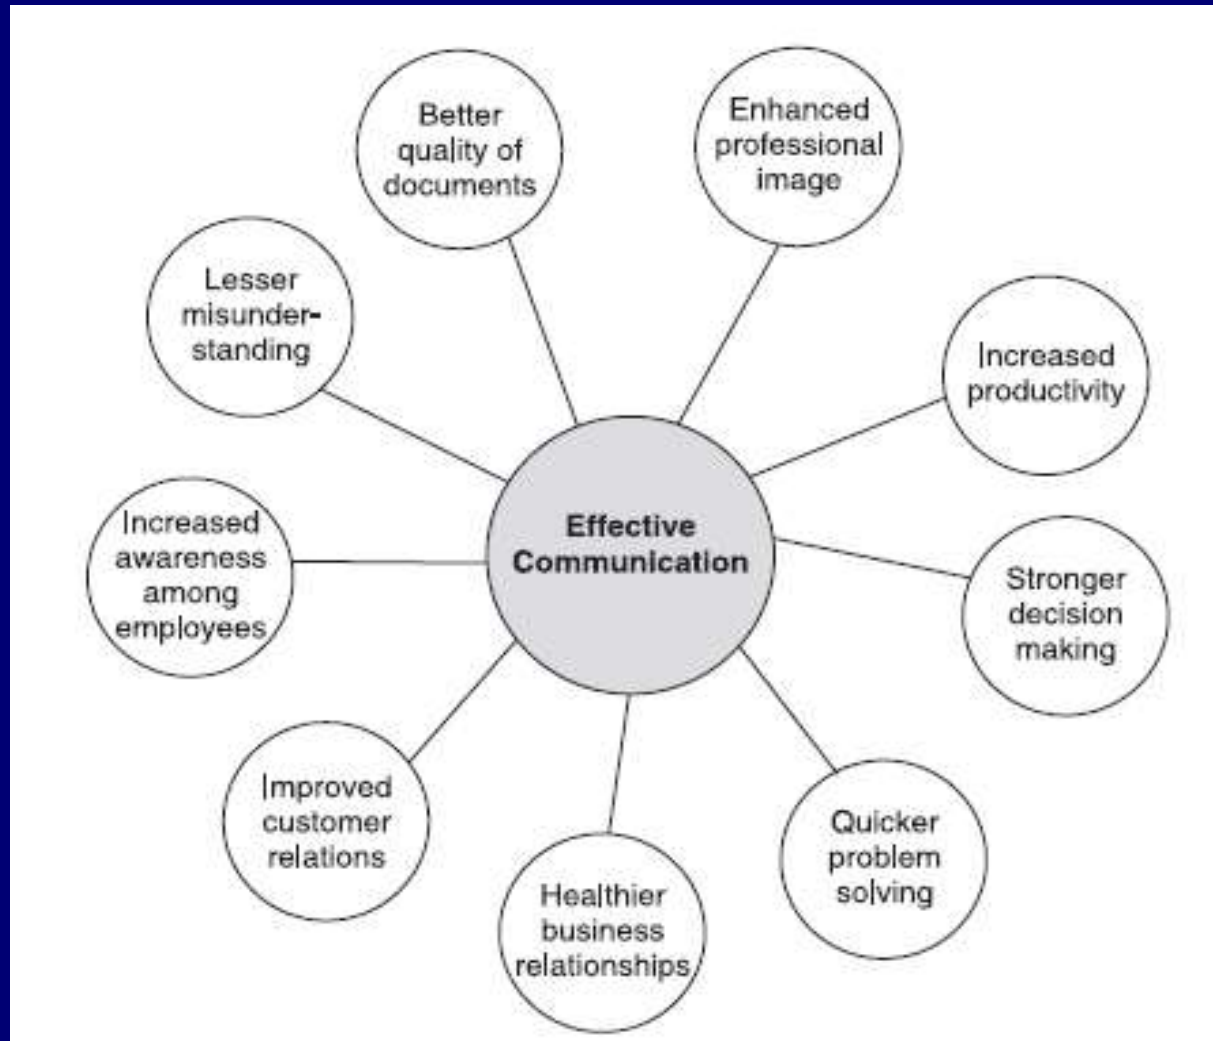 Better
quality of
documents
Enhanced
professional
image
Lesser
misunder-
standing
Increased
productivity
Effective
Communication
Increased
awareness
among
employees
Stronger
decision
making
Improved
customer
relations
Quicker
problem
solving
Healthier
business
relationships